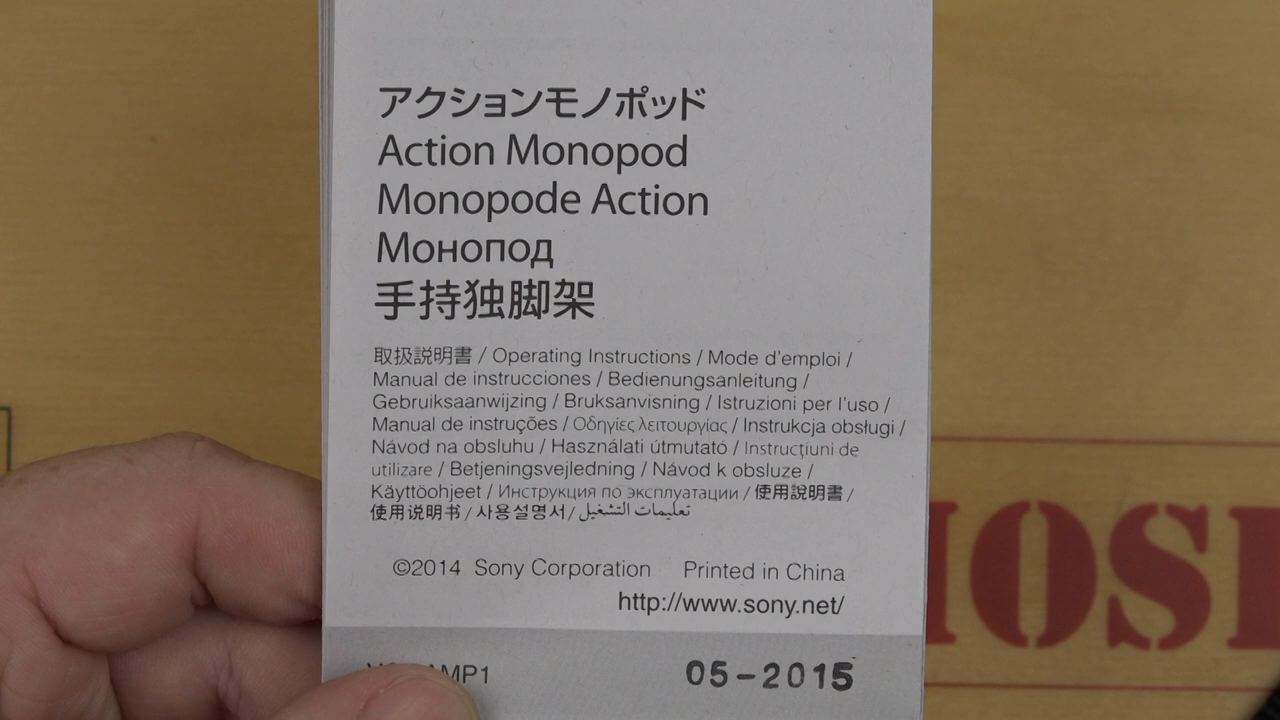 アクションモノポッド
Action Monopod
Monopode Action
Монопод
手持独脚架
取扱説明書 / Operating Instructions / Mode d'emploi /
Manual de instrucciones / Bedienungsanleitung /
Gebruiksaanwijzing / Bruksanvisning / Istruzioni per l'uso /
Manual de instruções / Οδηγίες λειτουργίας / Instrukcja obsługi /
Návod na obsluhu / Használati útmutató / Instrucţiuni de
utilizare / Betjeningsvejledning / Návod k obsluze /
Käyttöohjeet / Инструкция по эксплуатации / 使用說明書 /
使用说明书 / 사용설명서 / تعليمات التشغيل
©2014 Sony Corporation Printed in China
http://www.sony.net/
05-2015